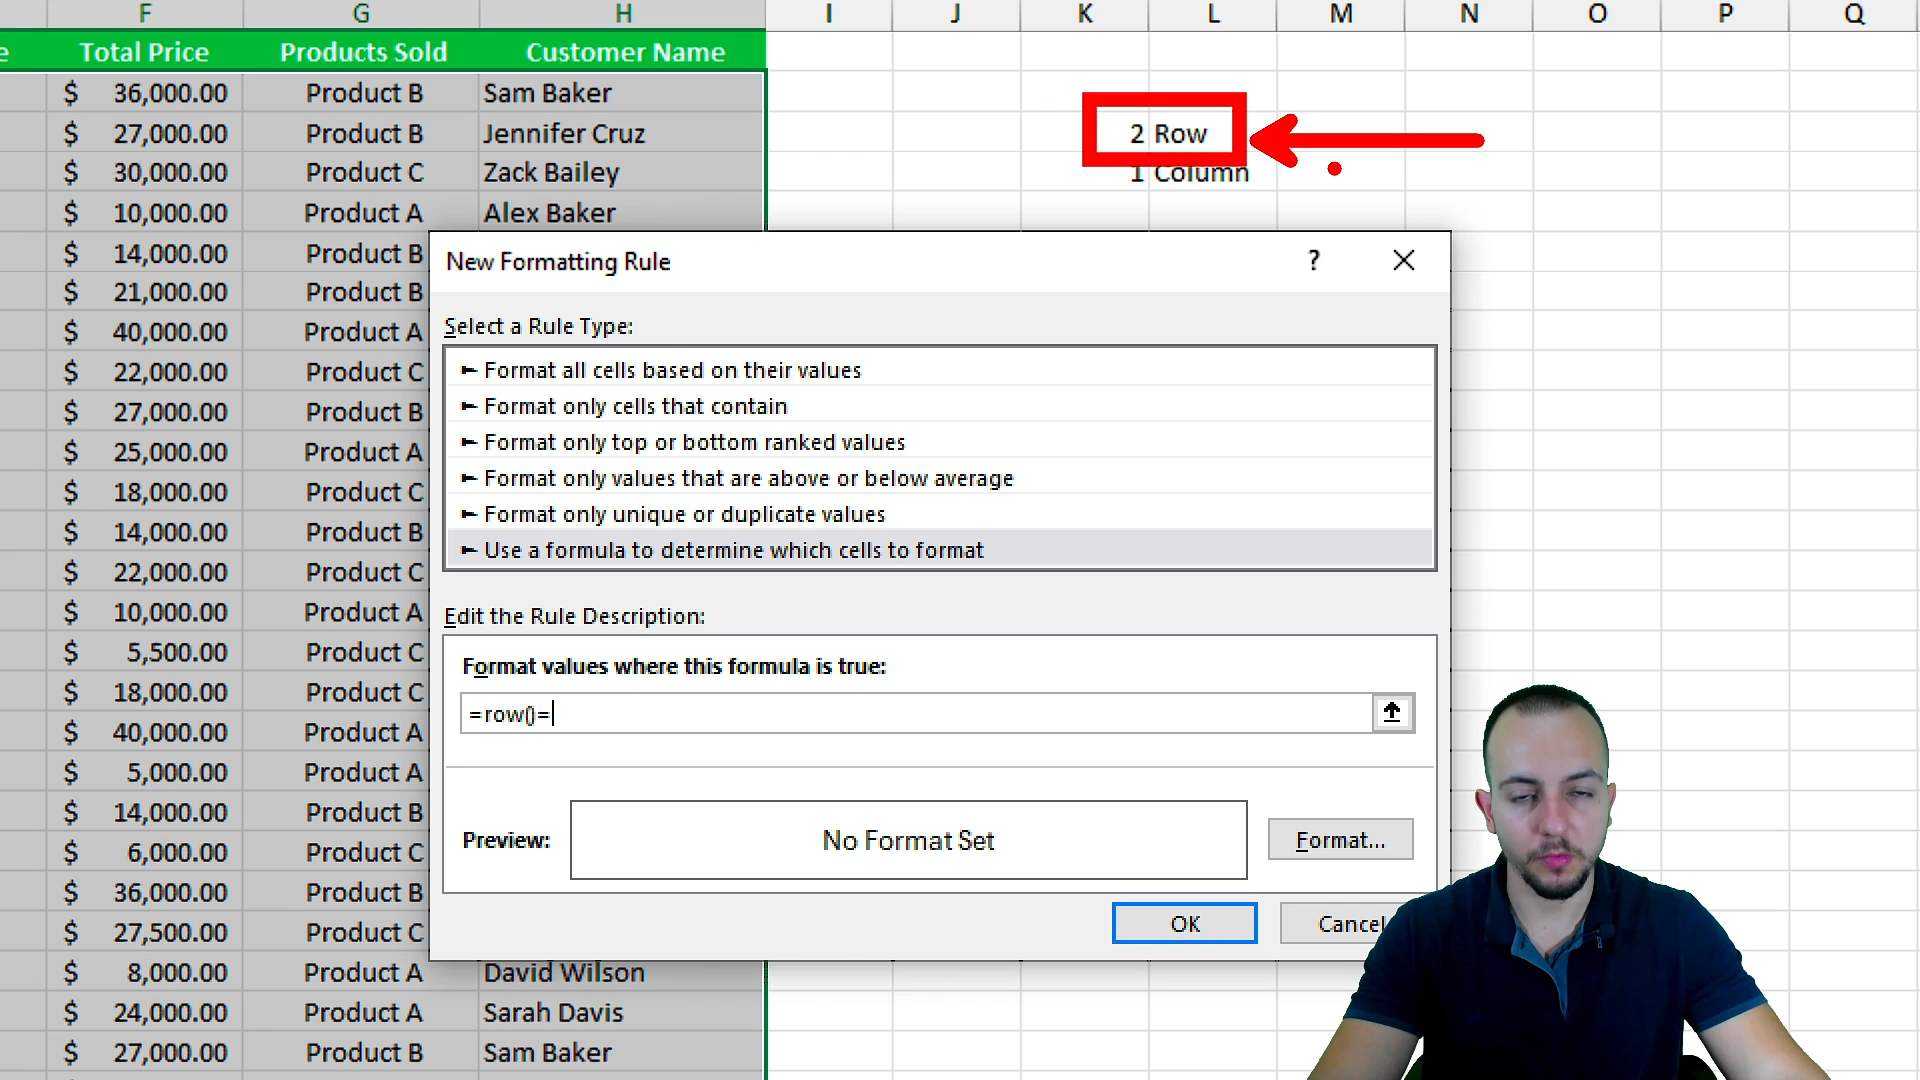 F G H I J K L M N O P Q
e Total Price Products Sold Customer Name
$ 36,000.00 Product B Sam Baker
$ 27,000.00 Product B Jennifer Cruz 2 Row
$ 30,000.00 Product C Zack Bailey 1 Column
$ 10,000.00 Product A Alex Baker
$ 14,000.00 Product B
$ 21,000.00 Product B
$ 40,000.00 Product A
$ 22,000.00 Product C
$ 27,000.00 Product B
$ 25,000.00 Product A
$ 18,000.00 Product C
$ 14,000.00 Product B
$ 22,000.00 Product C
$ 10,000.00 Product A
$ 5,500.00 Product C
$ 18,000.00 Product C
$ 40,000.00 Product A
$ 5,000.00 Product A
$ 14,000.00 Product B
$ 6,000.00 Product C
$ 36,000.00 Product B
$ 27,500.00 Product C
$ 8,000.00 Product A David Wilson
$ 24,000.00 Product A Sarah Davis
$ 27,000.00 Product B Sam Baker
New Formatting Rule ?
Select a Rule Type:
► Format all cells based on their values
► Format only cells that contain
► Format only top or bottom ranked values
► Format only values that are above or below average
► Format only unique or duplicate values
► Use a formula to determine which cells to format
Edit the Rule Description:
Format values where this formula is true:
=row()=
Preview: No Format Set Format...
OK Cancel